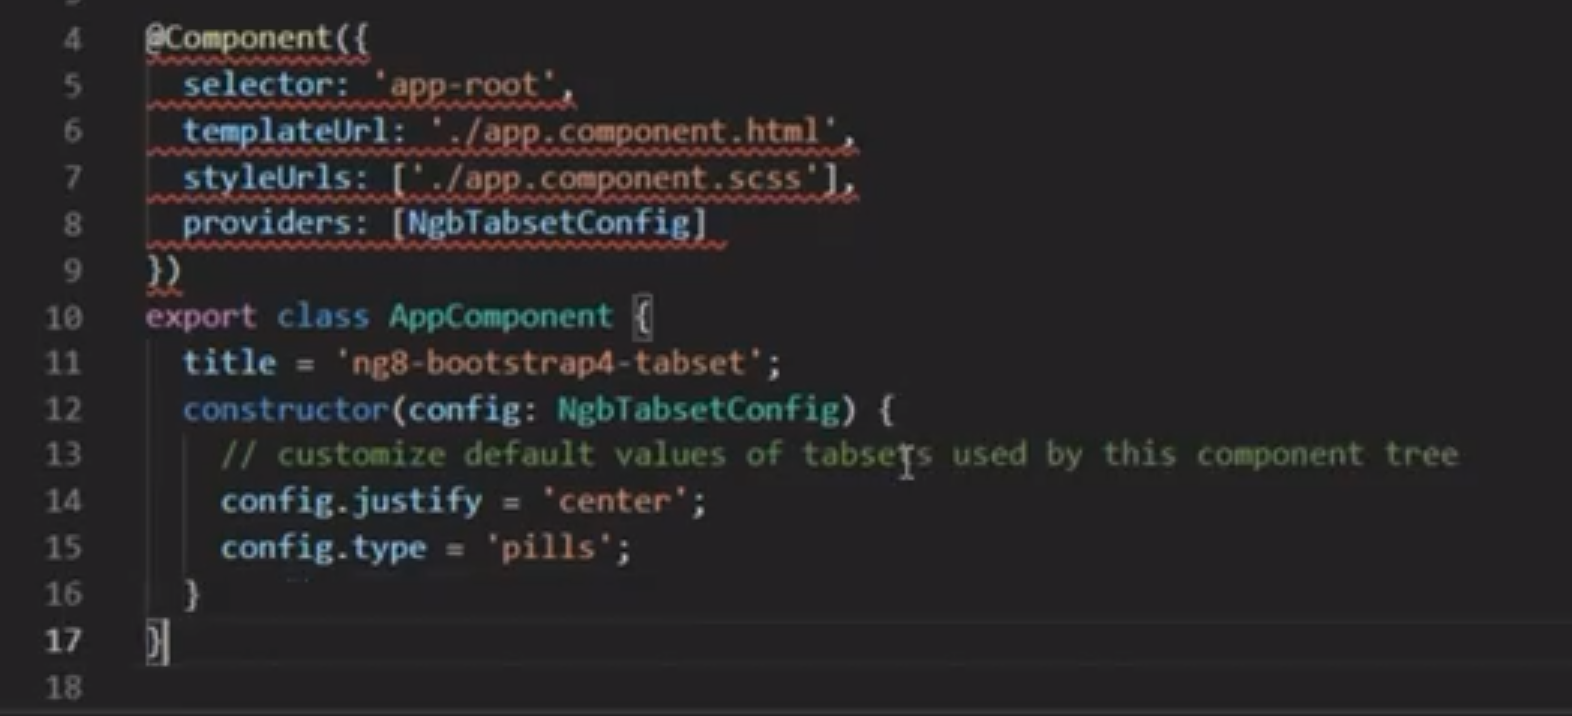 4 @Component({
5 selector: 'app-root',
6 templateUrl: './app.component.html',
7 styleUrls: ['./app.component.scss'],
8 providers: [NgbTabsetConfig]
9 })
10 export class AppComponent {
11 title = 'ng8-bootstrap4-tabset';
12 constructor(config: NgbTabsetConfig) {
13 // customize default values of tabsets used by this component tree
14 config.justify = 'center';
15 config.type = 'pills';
16 }
17 }
18